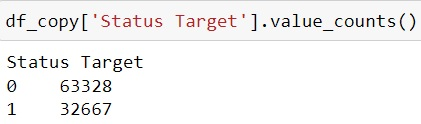 df_copy['Status Target'].value_counts()
Status Target
0    63328
1    32667